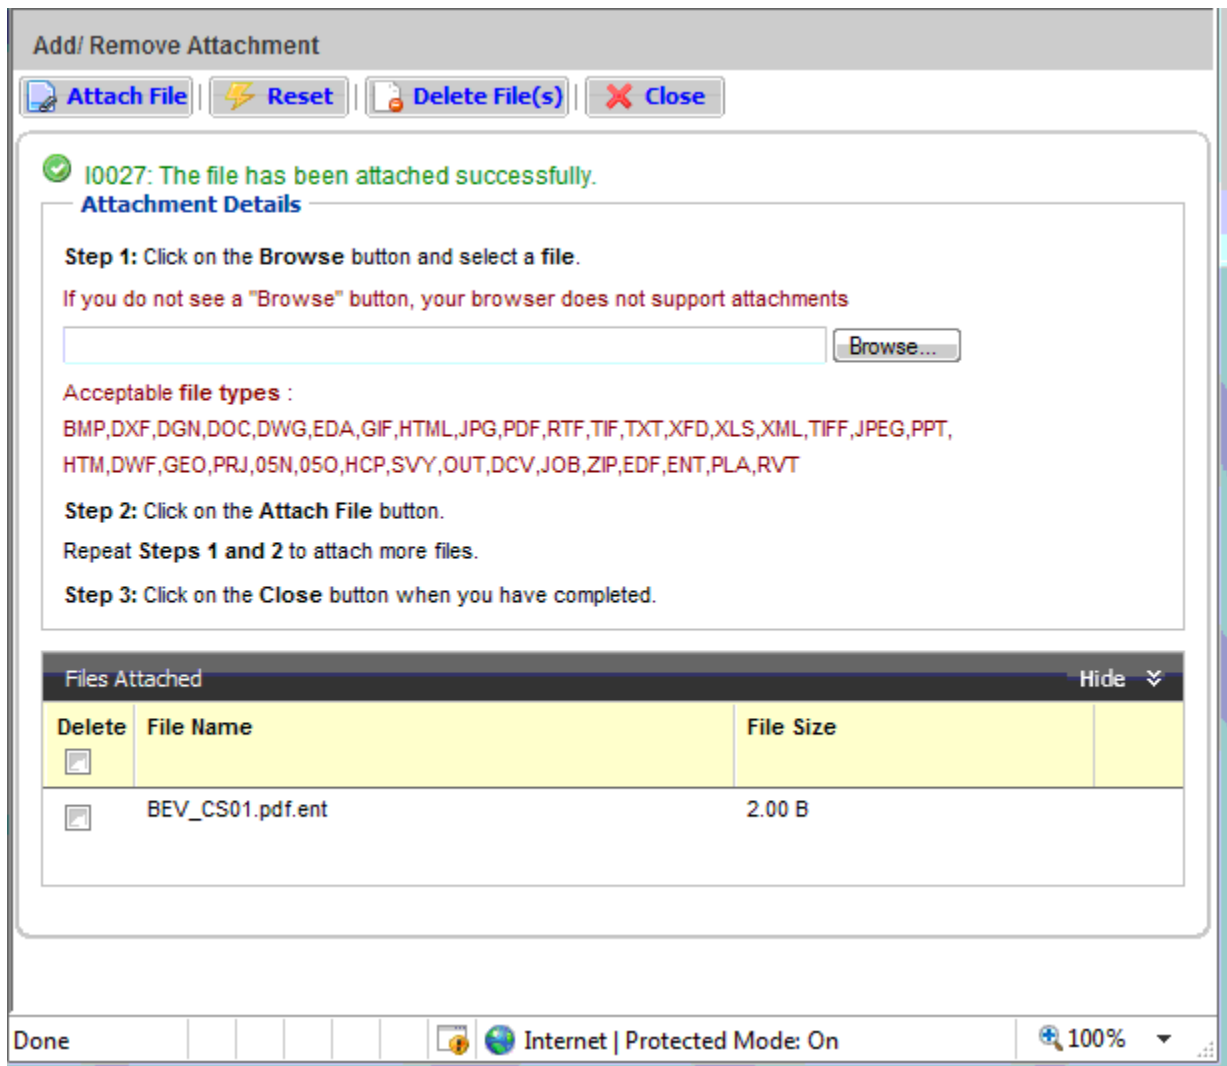 Add/ Remove Attachment
Attach File Reset Delete File(s) Close
I0027: The file has been attached successfully.
Attachment Details
Step 1: Click on the Browse button and select a file.
If you do not see a "Browse" button, your browser does not support attachments
Browse...
Acceptable file types :
BMP,DXF,DGN,DOC,DWG,EDA,GIF,HTML,JPG,PDF,RTF,TIF,TXT,XFD,XLS,XML,TIFF,JPEG,PPT,
HTM,DWF,GEO,PRJ,05N,05O,HCP,SVY,OUT,DCV,JOB,ZIP,EDF,ENT,PLA,RVT
Step 2: Click on the Attach File button.
Repeat Steps 1 and 2 to attach more files.
Step 3: Click on the Close button when you have completed.
Files Attached Hide
Delete File Name File Size
BEV_CS01.pdf.ent 2.00 B
Done Internet | Protected Mode: On 100%